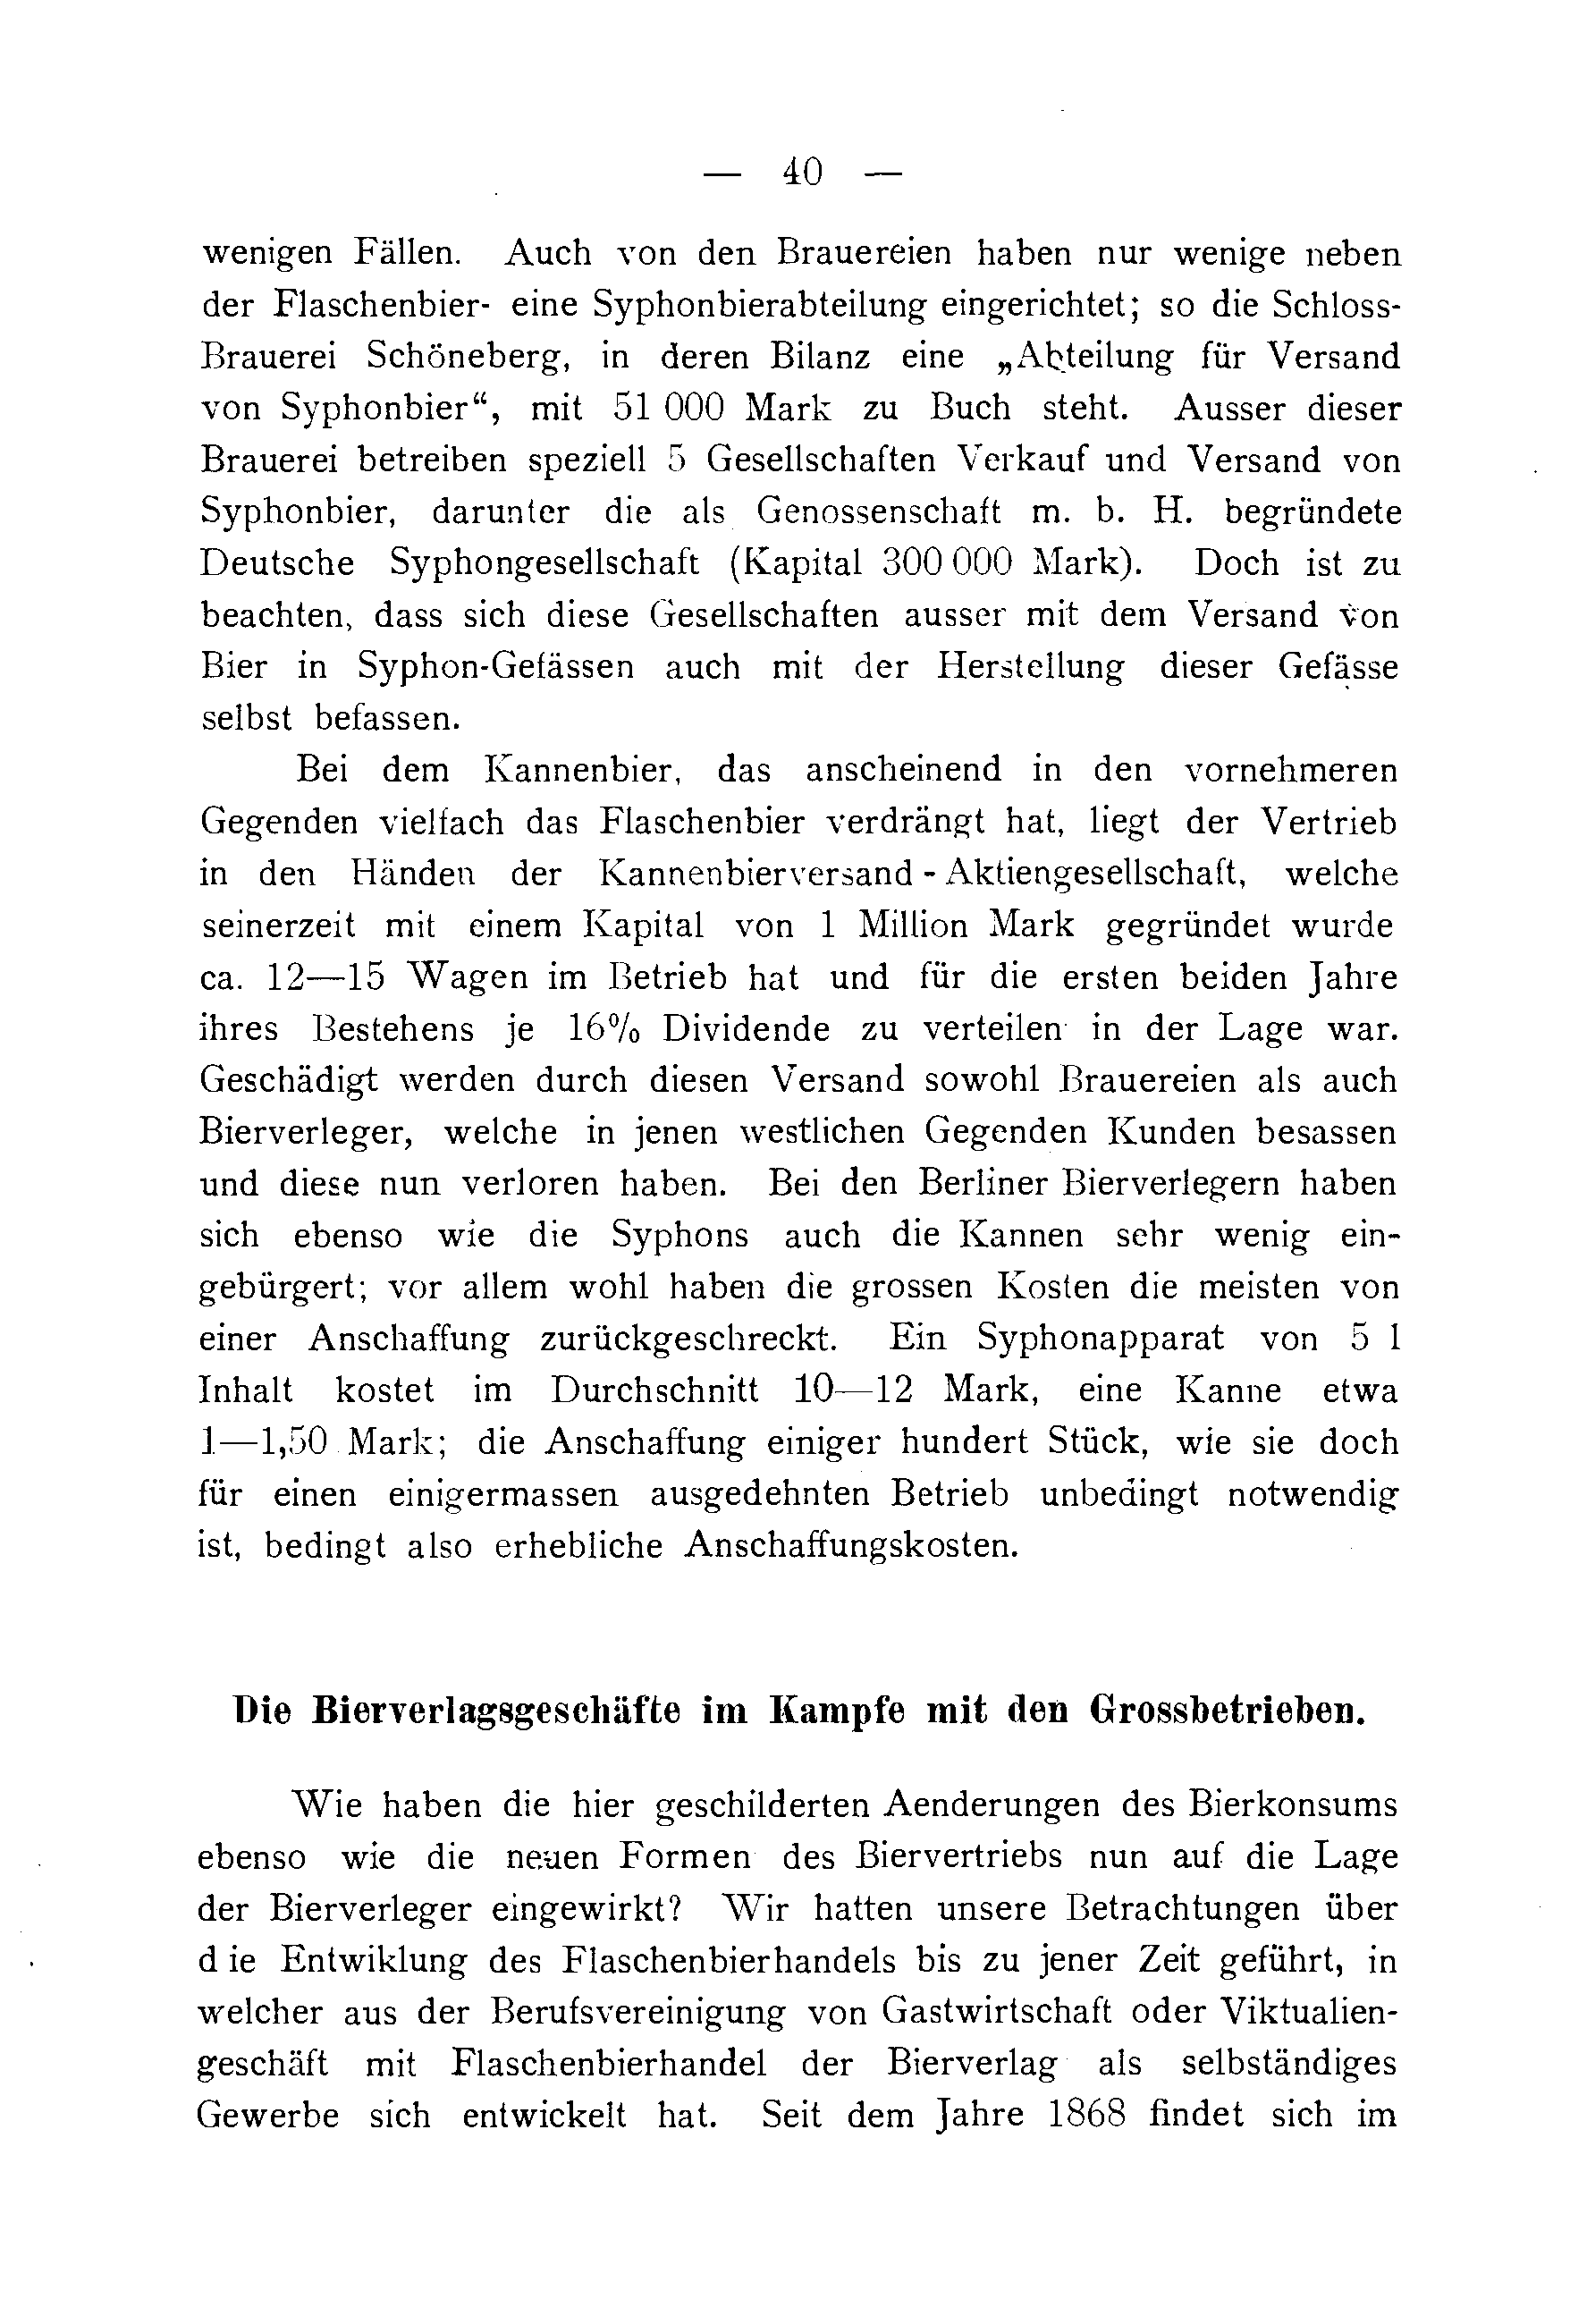 — 40 —
wenigen Fällen. Auch von den Brauereien haben nur wenige neben
der Flaschenbier- eine Syphonbierabteilung eingerichtet; so die Schloss-
Brauerei Schöneberg, in deren Bilanz eine „Abteilung für Versand
von Syphonbier“, mit 51 000 Mark zu Buch steht. Ausser dieser
Brauerei betreiben speziell 5 Gesellschaften Verkauf und Versand von
Syphonbier, darunter die als Genossenschaft m. b. H. begründete
Deutsche Syphongesellschaft (Kapital 300 000 Mark). Doch ist zu
beachten, dass sich diese Gesellschaften ausser mit dem Versand von
Bier in Syphon-Gefässen auch mit der Herstellung dieser Gefässe
selbst befassen.
Bei dem Kannenbier, das anscheinend in den vornehmeren
Gegenden vielfach das Flaschenbier verdrängt hat, liegt der Vertrieb
in den Händen der Kannenbierversand - Aktiengesellschaft, welche
seinerzeit mit einem Kapital von 1 Million Mark gegründet wurde
ca. 12—15 Wagen im Betrieb hat und für die ersten beiden Jahre
ihres Bestehens je 16% Dividende zu verteilen in der Lage war.
Geschädigt werden durch diesen Versand sowohl Brauereien als auch
Bierverleger, welche in jenen westlichen Gegenden Kunden besassen
und diese nun verloren haben. Bei den Berliner Bierverlegern haben
sich ebenso wie die Syphons auch die Kannen sehr wenig ein-
gebürgert; vor allem wohl haben die grossen Kosten die meisten von
einer Anschaffung zurückgeschreckt. Ein Syphonapparat von 5 l
Inhalt kostet im Durchschnitt 10—12 Mark, eine Kanne etwa
1—1,50 Mark; die Anschaffung einiger hundert Stück, wie sie doch
für einen einigermassen ausgedehnten Betrieb unbedingt notwendig
ist, bedingt also erhebliche Anschaffungskosten.
Die Bierverlagsgeschäfte im Kampfe mit den Grossbetrieben.
Wie haben die hier geschilderten Aenderungen des Bierkonsums
ebenso wie die neuen Formen des Biervertriebs nun auf die Lage
der Bierverleger eingewirkt? Wir hatten unsere Betrachtungen über
d ie Entwiklung des Flaschenbierhandels bis zu jener Zeit geführt, in
welcher aus der Berufsvereinigung von Gastwirtschaft oder Viktualien-
geschäft mit Flaschenbierhandel der Bierverlag als selbständiges
Gewerbe sich entwickelt hat. Seit dem Jahre 1868 findet sich im